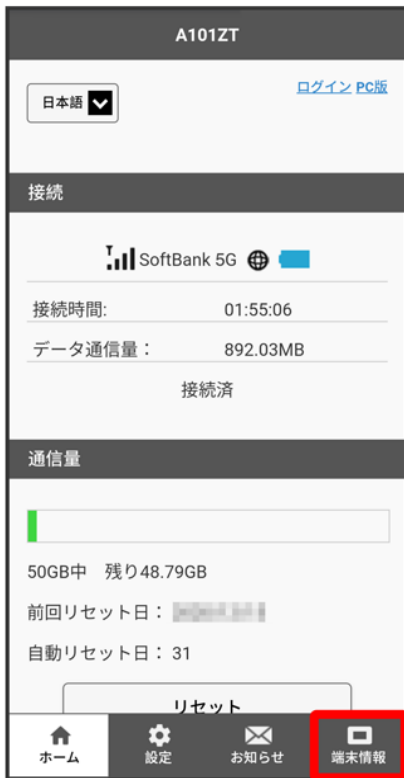 A101ZT
日本語
ログイン PC版
接続
SoftBank 5G
接続時間: 01:55:06
データ通信量： 892.03MB
接続済
通信量
50GB中 残り48.79GB
前回リセット日：
自動リセット日： 31
リセット
ホーム 設定 お知らせ 端末情報